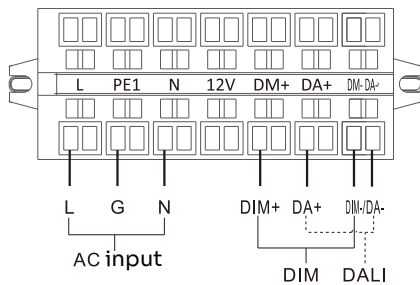 L PE1 N 12V DM+ DA+ DM- DA-
L G N DIM+ DA+ DIM-/DA-
AC input
DIM DALI